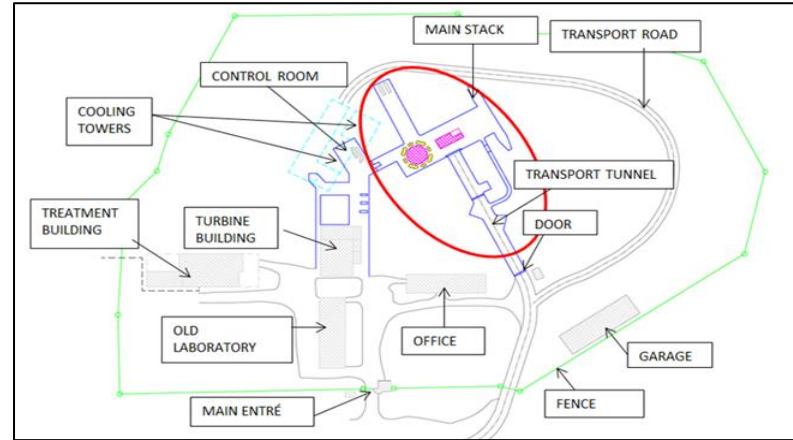 MAIN STACK
TRANSPORT ROAD
CONTROL ROOM
COOLING
TOWERS
TRANSPORT TUNNEL
TREATMENT
BUILDING
TURBINE
BUILDING
DOOR
OLD
LABORATORY
OFFICE
GARAGE
MAIN ENTRÉ
FENCE